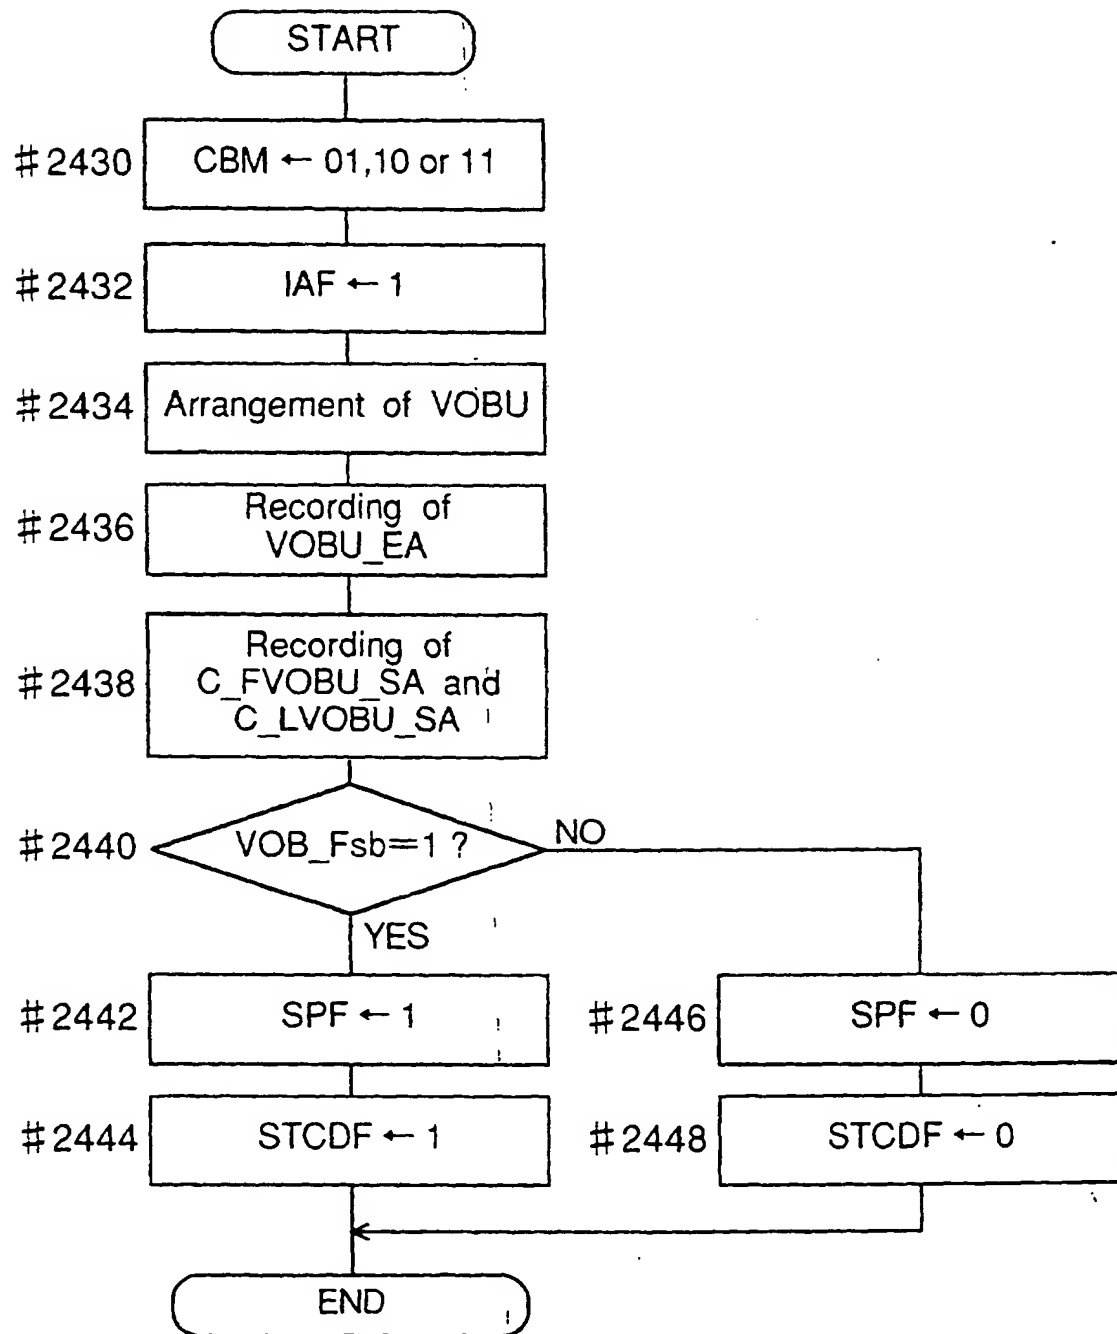 START
#2430
CBM ← 01,10 or 11
#2432
IAF ← 1
#2434
Arrangement of VOBU
#2436
Recording of
VOBU_EA
#2438
Recording of
C_FVOBU_SA and
C_LVOBU_SA
#2440
VOB_Fsb=1 ?
NO
YES
#2442
SPF ← 1
#2446
SPF ← 0
#2444
STCDF ← 1
#2448
STCDF ← 0
END